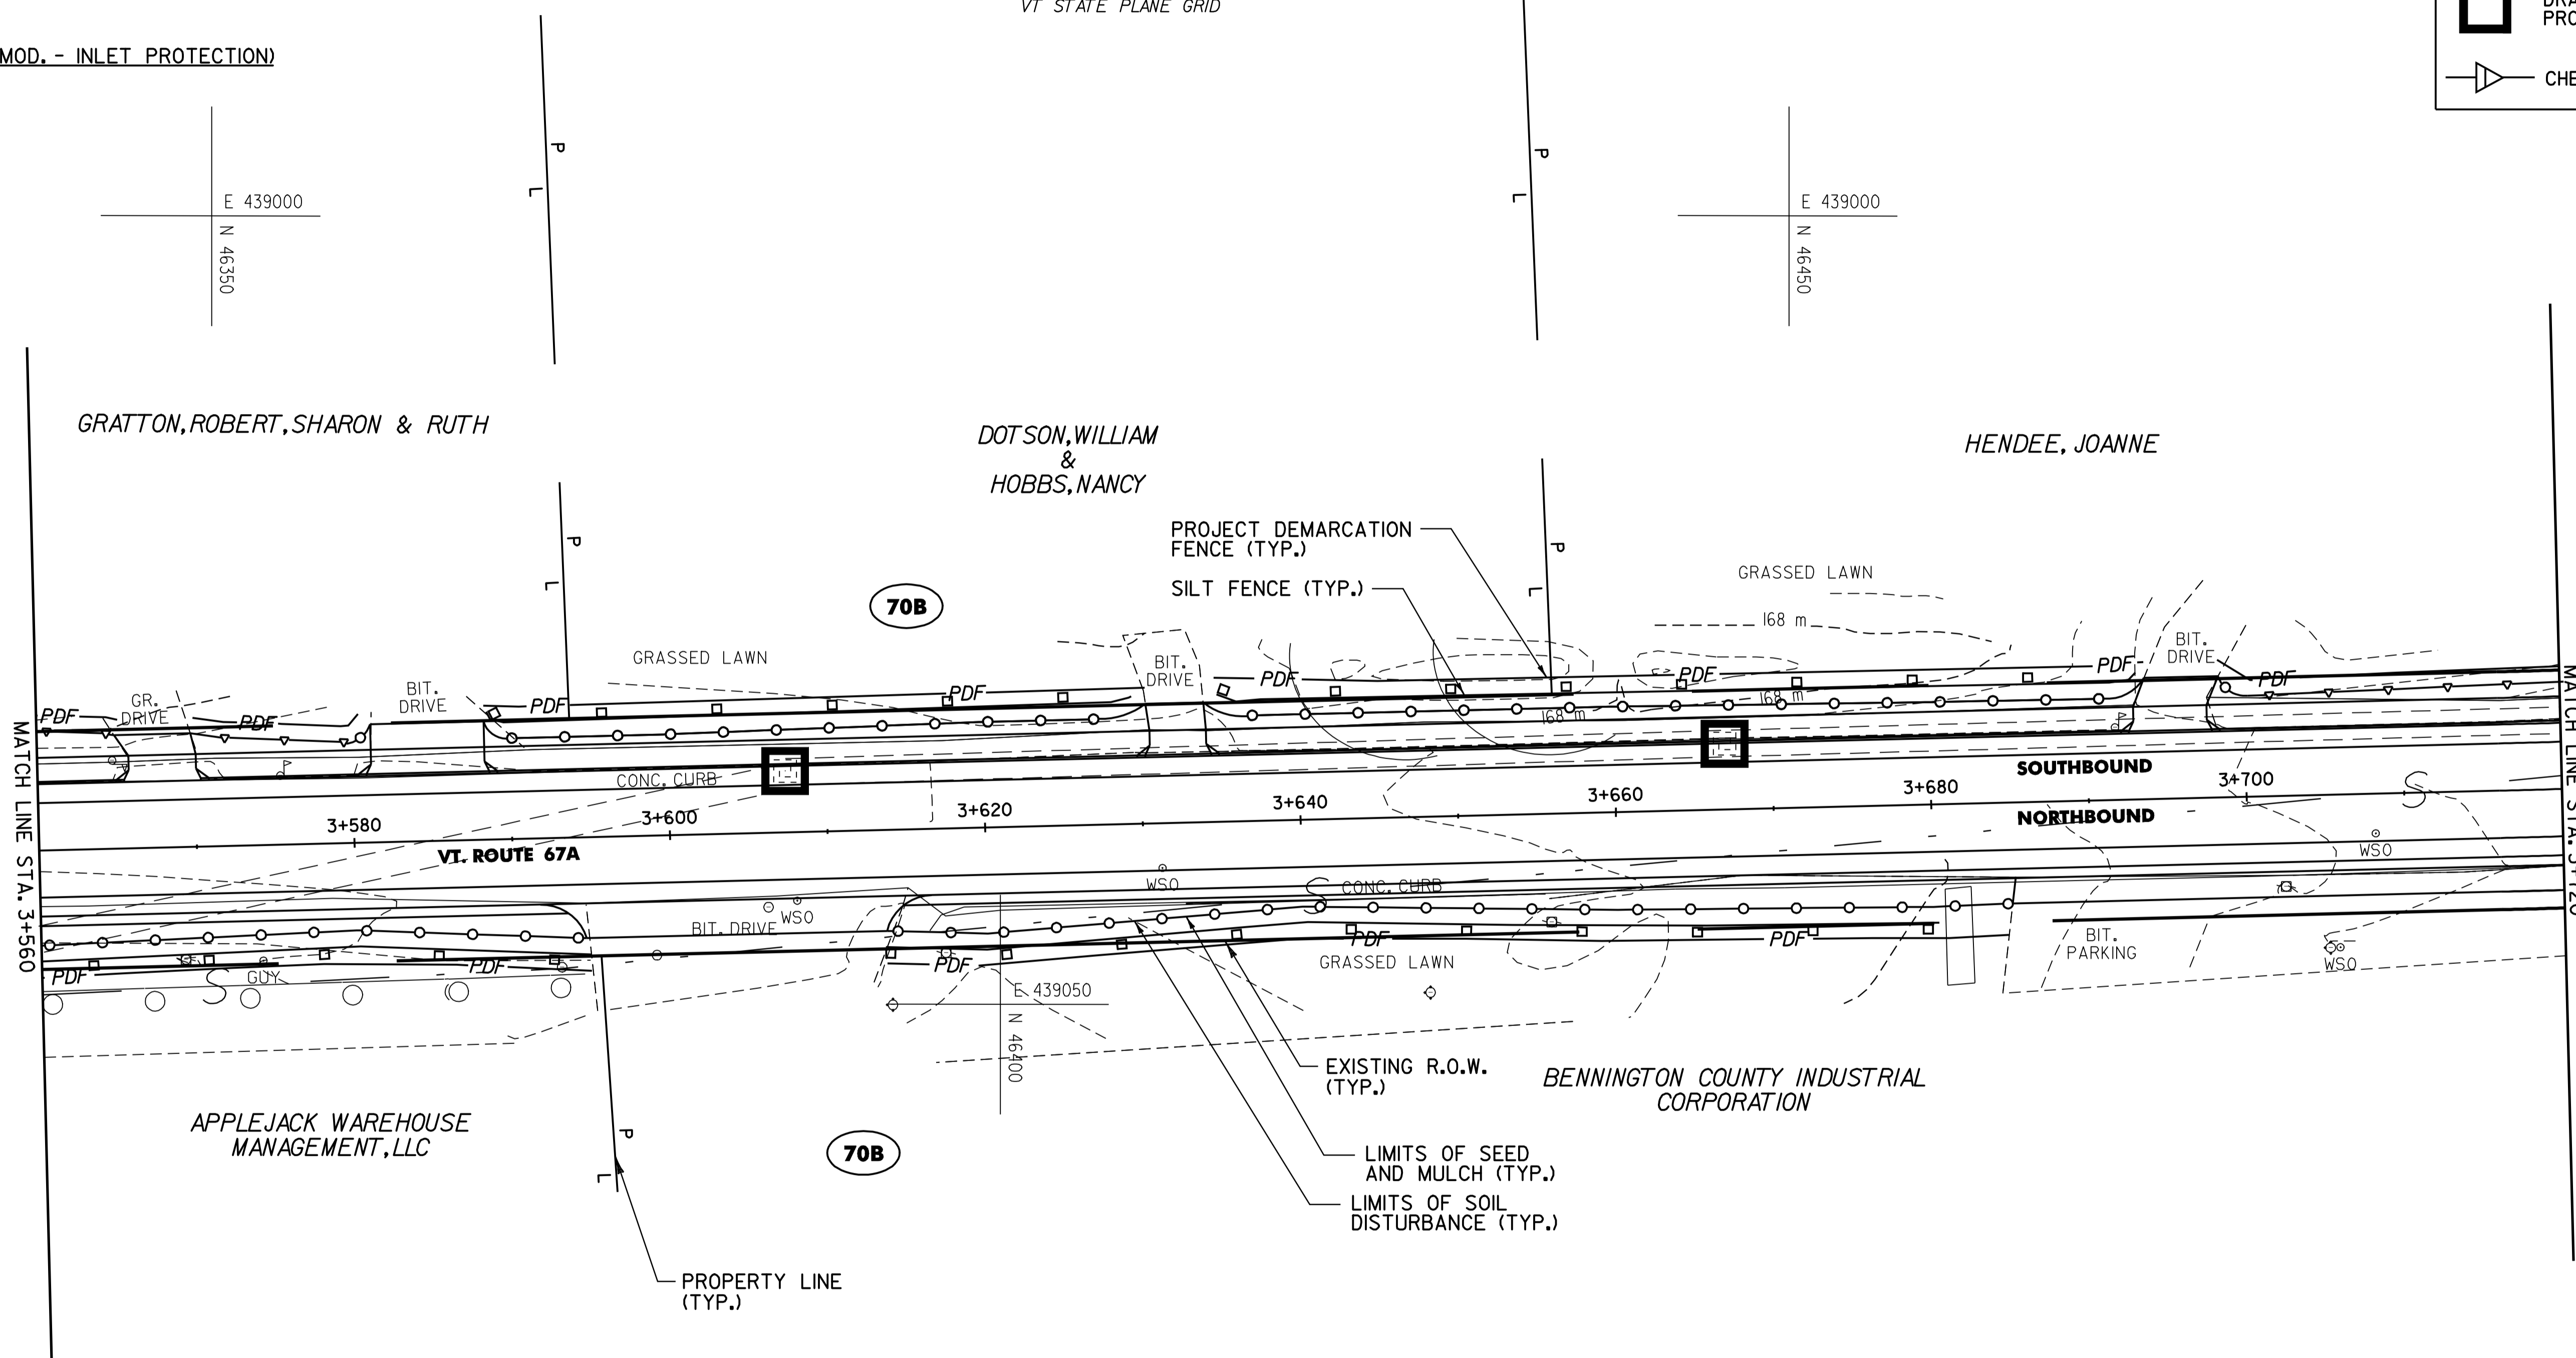 VT STATE PLANE GRID
MOD. - INLET PROTECTION)
E 439000
N 46350
P
L
P
L
E 439000
N 46450
GRATTON, ROBERT, SHARON & RUTH
DOTSON, WILLIAM
&
HOBBS, NANCY
HENDEE, JOANNE
PROJECT DEMARCATION
FENCE (TYP.)
SILT FENCE (TYP.)
P
L
P
L
70B
GRASSED LAWN
168 m
GRASSED LAWN
BIT.
DRIVE
BIT.
DRIVE
GR.
DRIVE
BIT.
DRIVE
PDF
PDF
PDF
PDF
PDF
PDF
PDF
PDF
168 m
168 m
MATCH LINE STA. 3+560
CONC. CURB
SOUTHBOUND
3+580
3+600
3+620
3+640
3+660
3+680
3+700
NORTHBOUND
VT. ROUTE 67A
S
WSO
WSO
WSO
WSO
S
CONC. CURB
BIT. DRIVE
PDF
PDF
PDF
PDF
PDF
S
GUY
GRASSED LAWN
BIT.
PARKING
E 439050
N 46400
EXISTING R.O.W.
(TYP.)
BENNINGTON COUNTY INDUSTRIAL
CORPORATION
APPLEJACK WAREHOUSE
MANAGEMENT, LLC
P
L
70B
LIMITS OF SEED
AND MULCH (TYP.)
LIMITS OF SOIL
DISTURBANCE (TYP.)
PROPERTY LINE
(TYP.)